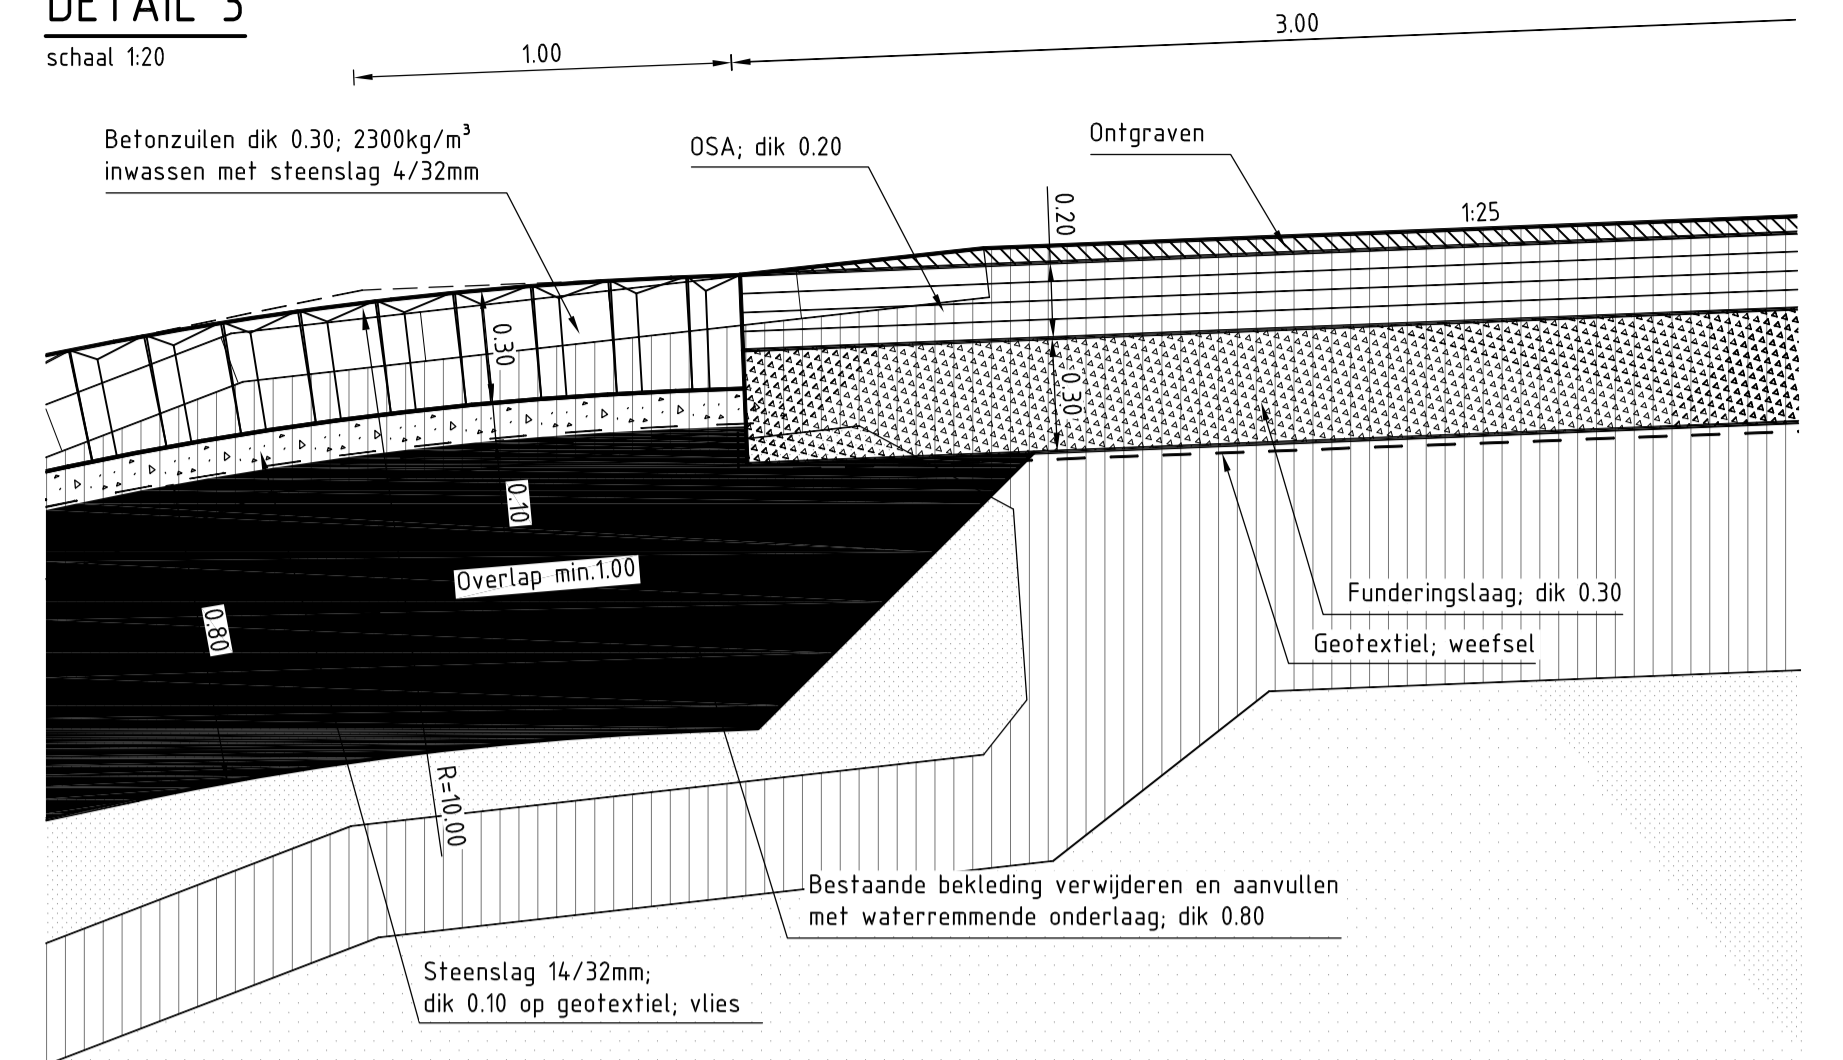 DETAIL 3
schaal 1:20
1.00
3.00
Betonzuilen dik 0.30; 2300kg/m³
inwassen met steenslag 4/32mm
OSA; dik 0.20
Ontgraven
0.20
1:25
0.30
0.30
0.10
Overlap min.1.00
0.80
Funderingslaag; dik 0.30
Geotextiel; weefsel
R=10.00
Bestaande bekleding verwijderen en aanvullen
met waterremmende onderlaag; dik 0.80
Steenslag 14/32mm;
dik 0.10 op geotextiel; vlies